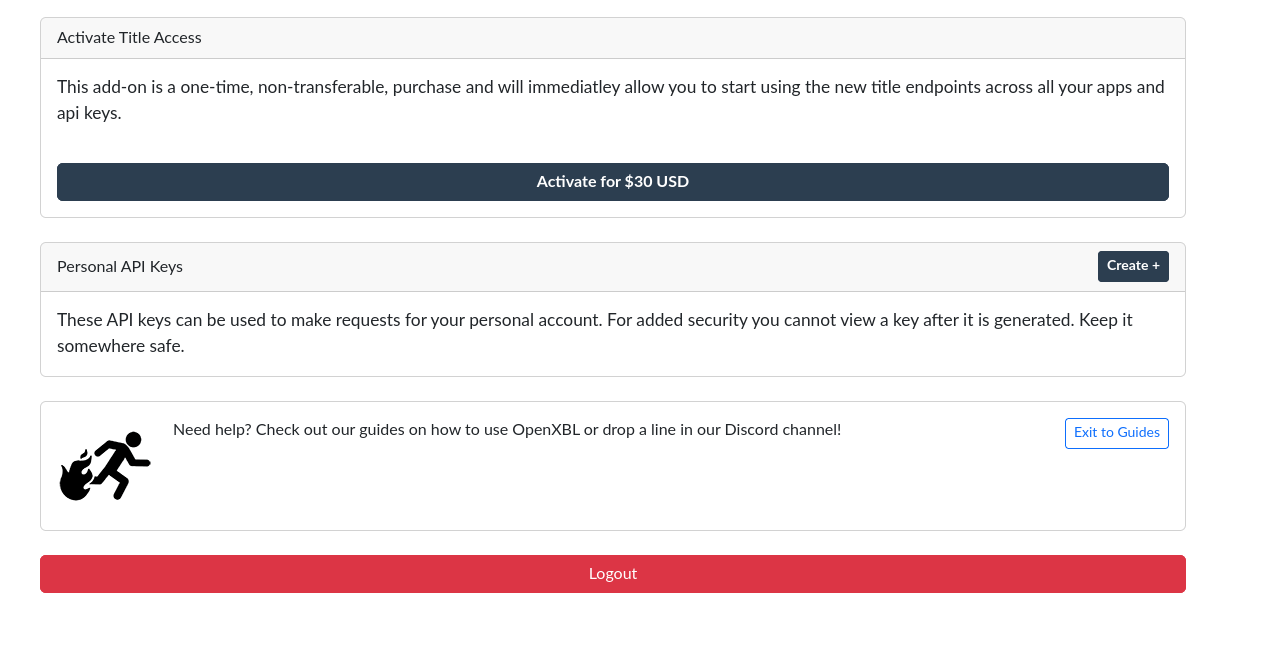 Activate Title Access
This add-on is a one-time, non-transferable, purchase and will immediatley allow you to start using the new title endpoints across all your apps and
api keys.
Activate for $30 USD
Personal API Keys
Create +
These API keys can be used to make requests for your personal account. For added security you cannot view a key after it is generated. Keep it
somewhere safe.
Need help? Check out our guides on how to use OpenXBL or drop a line in our Discord channel!
Exit to Guides
Logout